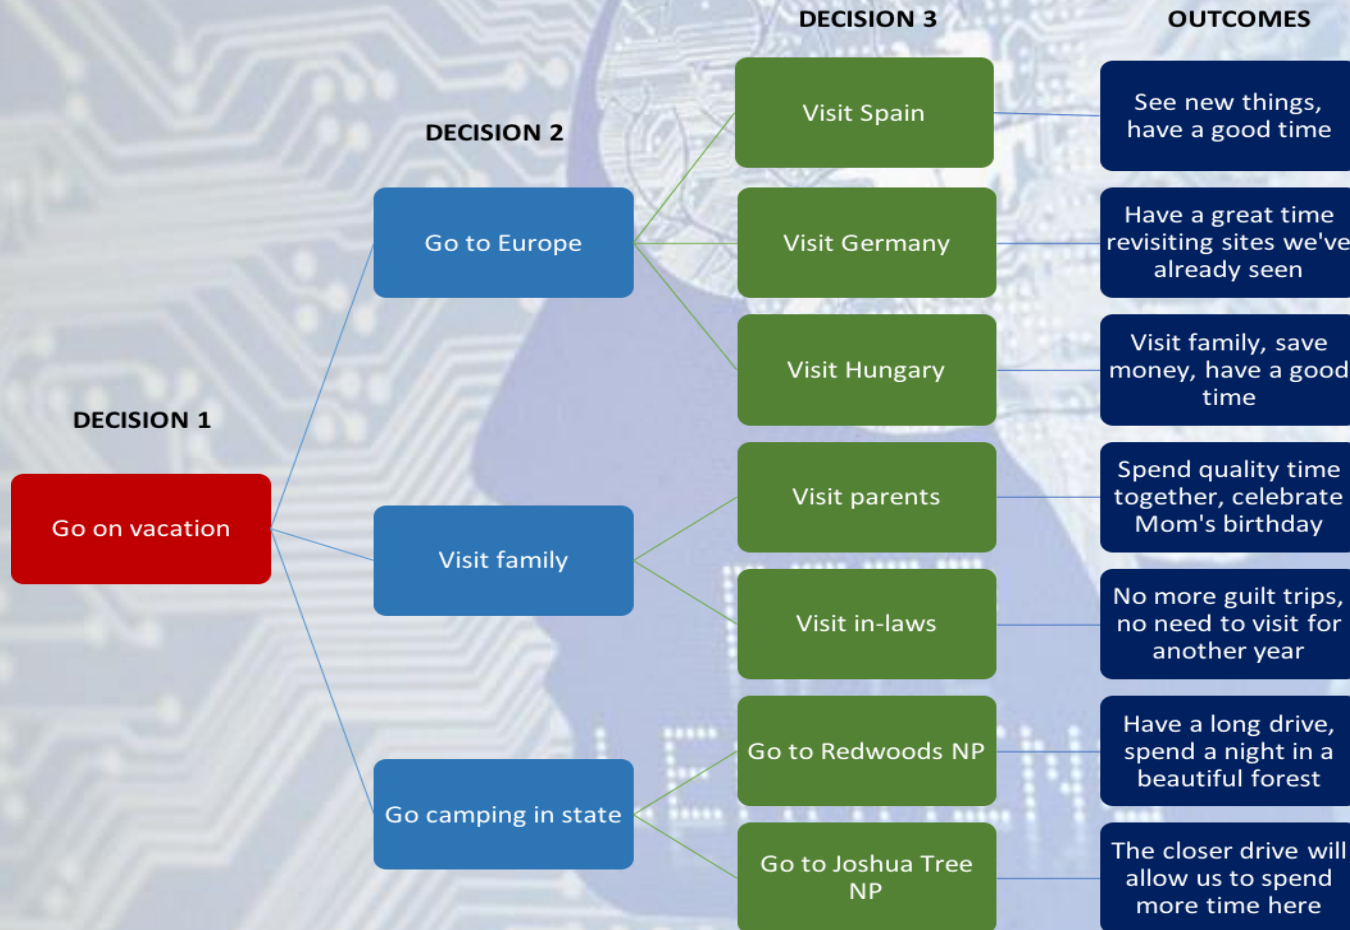 DECISION 3
OUTCOMES
Visit Spain
See new things,
have a good time
DECISION 2
Go to Europe
Visit Germany
Have a great time
revisiting sites we've
already seen
Visit Hungary
Visit family, save
money, have a good
time
DECISION 1
Go on vacation
Visit family
Visit parents
Spend quality time
together, celebrate
Mom's birthday
Visit in-laws
No more guilt trips,
no need to visit for
another year
Go camping in state
Go to Redwoods NP
Have a long drive,
spend a night in a
beautiful forest
Go to Joshua Tree
NP
The closer drive will
allow us to spend
more time here